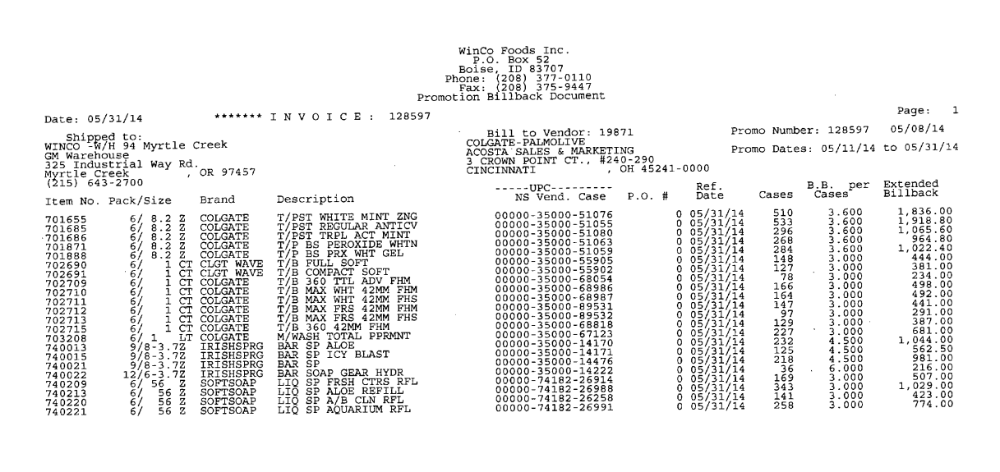 WinCo Foods Inc.
P.O. Box 52
Boise, ID 83707
Phone: (208) 377-0110
Fax: (208) 375-9447
Promotion Billback Document
Date: 05/31/14 ******* I N V O I C E : 128597 Page: 1
Shipped to: Bill to Vendor: 19871 Promo Number: 128597 05/08/14
WINCO -W/H 94 Myrtle Creek COLGATE-PALMOLIVE
GM Warehouse ACOSTA SALES & MARKETING Promo Dates: 05/11/14 to 05/31/14
325 Industrial Way Rd. 3 CROWN POINT CT., #240-290
Myrtle Creek , OR 97457 CINCINNATI , OH 45241-0000
(215) 643-2700
-----UPC--------- Ref. B.B. per Extended
Item No. Pack/Size Brand Description NS Vend. Case P.O. # Date Cases Cases Billback
701655 6/ 8.2 Z COLGATE T/PST WHITE MINT ZNG 00000-35000-51076 0 05/31/14 510 3.600 1,836.00
701685 6/ 8.2 Z COLGATE T/PST REGULAR ANTICV 00000-35000-51055 0 05/31/14 533 3.600 1,918.80
701686 6/ 8.2 Z COLGATE T/PST TRPL ACT MINT 00000-35000-51080 0 05/31/14 296 3.600 1,065.60
701871 6/ 8.2 Z COLGATE T/P BS PEROXIDE WHTN 00000-35000-51063 0 05/31/14 268 3.600 964.80
701888 6/ 8.2 Z COLGATE T/P BS PRX WHT GEL 00000-35000-51059 0 05/31/14 284 3.600 1,022.40
702690 6/ 1 CT CLGT WAVE T/B FULL SOFT 00000-35000-55905 0 05/31/14 148 3.000 444.00
702691 6/ 1 CT CLGT WAVE T/B COMPACT SOFT 00000-35000-55902 0 05/31/14 127 3.000 381.00
702709 6/ 1 CT COLGATE T/B 360 TTL ADV FHM 00000-35000-68054 0 05/31/14 78 3.000 234.00
702710 6/ 1 CT COLGATE T/B MAX WHT 42MM FHM 00000-35000-68986 0 05/31/14 166 3.000 498.00
702711 6/ 1 CT COLGATE T/B MAX WHT 42MM FHS 00000-35000-68987 0 05/31/14 164 3.000 492.00
702712 6/ 1 CT COLGATE T/B MAX FRS 42MM FHM 00000-35000-89531 0 05/31/14 147 3.000 441.00
702713 6/ 1 CT COLGATE T/B MAX FRS 42MM FHS 00000-35000-89532 0 05/31/14 97 3.000 291.00
702715 6/ 1 CT COLGATE T/B 360 42MM FHM 00000-35000-68818 0 05/31/14 129 3.000 387.00
703208 6/ 1 LT COLGATE M/WASH TOTAL PPRMNT 00000-35000-67123 0 05/31/14 227 3.000 681.00
740013 9/8-3.7Z IRISHSPRG BAR SP ALOE 00000-35000-14170 0 05/31/14 232 4.500 1,044.00
740015 9/8-3.7Z IRISHSPRG BAR SP ICY BLAST 00000-35000-14171 0 05/31/14 125 4.500 562.50
740021 9/8-3.7Z IRISHSPRG BAR SP 00000-35000-14476 0 05/31/14 218 4.500 981.00
740022 12/6-3.7Z IRISHSPRG BAR SOAP GEAR HYDR 00000-35000-14222 0 05/31/14 36 6.000 216.00
740209 6/ 56 Z SOFTSOAP LIQ SP FRSH CTRS RFL 00000-74182-26914 0 05/31/14 169 3.000 507.00
740213 6/ 56 Z SOFTSOAP LIQ SP ALOE REFILL 00000-74182-26988 0 05/31/14 343 3.000 1,029.00
740220 6/ 56 Z SOFTSOAP LIQ SP A/B CLN RFL 00000-74182-26258 0 05/31/14 141 3.000 423.00
740221 6/ 56 Z SOFTSOAP LIQ SP AQUARIUM RFL 00000-74182-26991 0 05/31/14 258 3.000 774.00